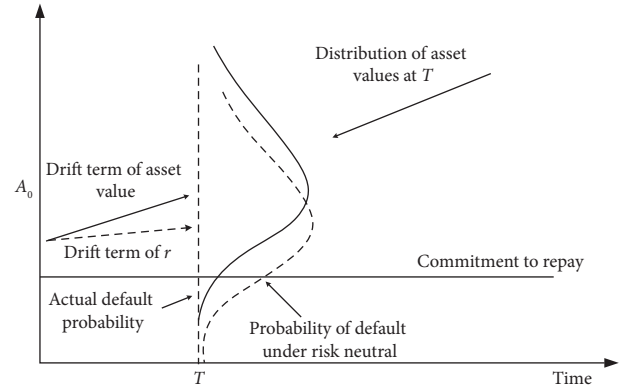 Distribution of asset
values at T
Drift term of asset
value
A0
Drift term of r
Commitment to repay
Actual default
probability
Probability of default
under risk neutral
T
Time